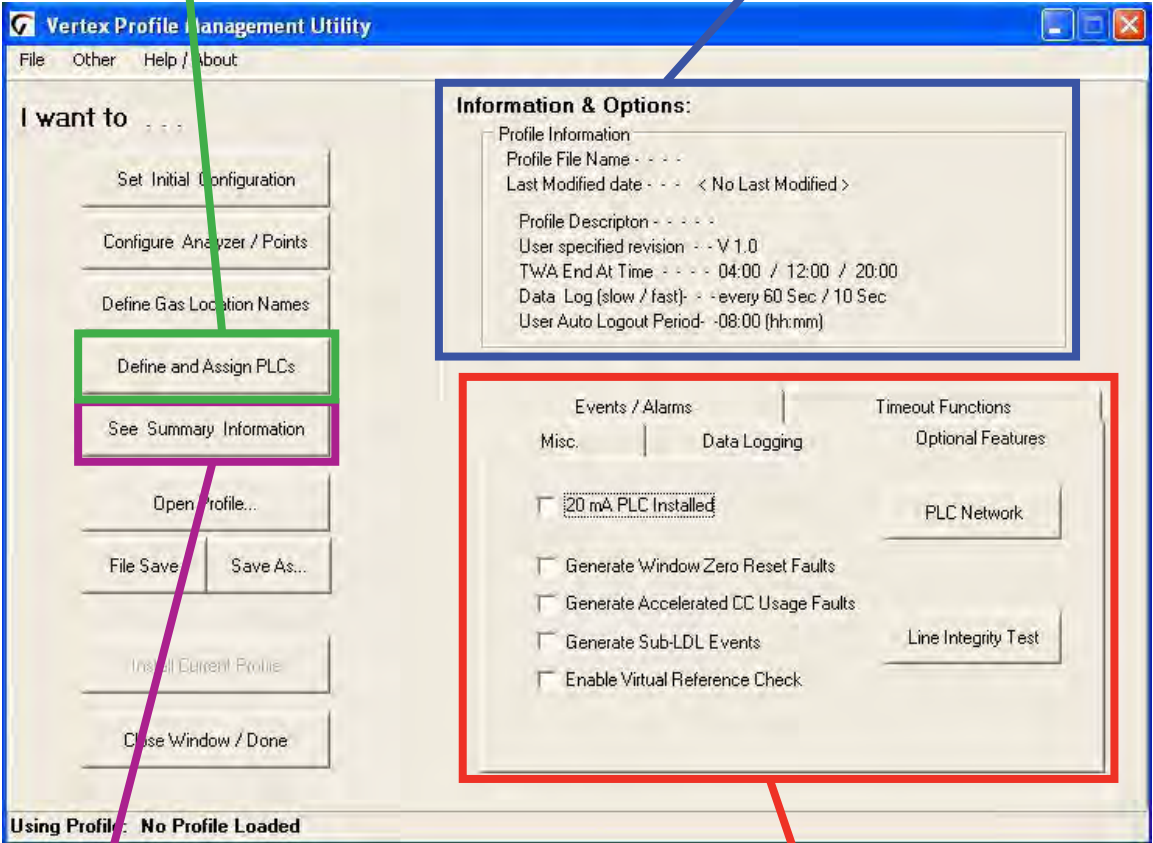 Vertex Profile Management Utility
File Other Help / About
I want to . . .
Set Initial Configuration
Configure Analyzer / Points
Define Gas Location Names
Define and Assign PLCs
See Summary Information
Open Profile...
File Save
Save As...
Install Current Profile
Close Window / Done
Information & Options:
Profile Information
Profile File Name - - - -
Last Modified date - - - < No Last Modified >
Profile Descripton - - - - -
User specified revision - - V 1.0
TWA End At Time - - - - 04:00 / 12:00 / 20:00
Data Log (slow / fast)- - -every 60 Sec / 10 Sec
User Auto Logout Period- -08:00 (hh:mm)
Events / Alarms
Timeout Functions
Misc.
Data Logging
Optional Features
20 mA PLC Installed
PLC Network
Generate Window Zero Reset Faults
Generate Accelerated CC Usage Faults
Generate Sub-LDL Events
Line Integrity Test
Enable Virtual Reference Check
Using Profile: No Profile Loaded